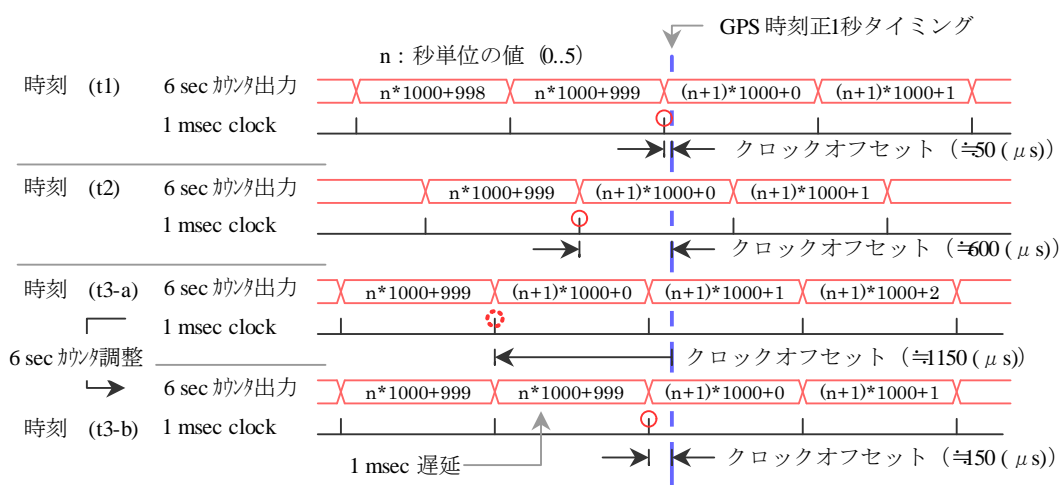 GPS 時刻正1秒タイミング
n：秒単位の値 (0..5)
時刻 (t1) 6 sec ｶｳﾝﾀ出力 n*1000+998 n*1000+999 (n+1)*1000+0 (n+1)*1000+1
1 msec clock
クロックオフセット (≒50 (μs))
時刻 (t2) 6 sec ｶｳﾝﾀ出力 n*1000+999 (n+1)*1000+0 (n+1)*1000+1
1 msec clock
クロックオフセット (≒600 (μs))
時刻 (t3-a) 6 sec ｶｳﾝﾀ出力 n*1000+999 (n+1)*1000+0 (n+1)*1000+1 (n+1)*1000+2
1 msec clock
6 sec ｶｳﾝﾀ調整
クロックオフセット (≒1150 (μs))
6 sec ｶｳﾝﾀ出力 n*1000+999 n*1000+999 (n+1)*1000+0 (n+1)*1000+1
時刻 (t3-b) 1 msec clock
1 msec 遅延
クロックオフセット (≒150 (μs))